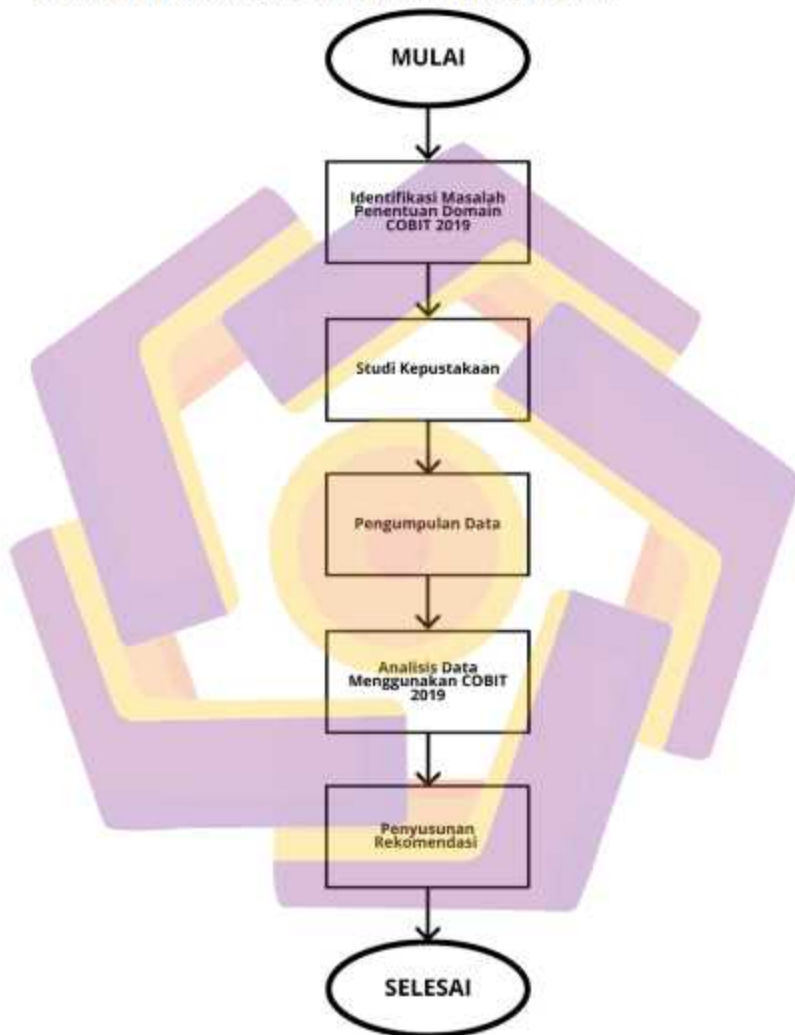 MULAI
Identifikasi Masalah
Penentuan Domain
COBIT 2019
Studi Kepustakaan
Pengumpulan Data
Analisis Data
Menggunakan COBIT
2019
Penyusunan
Rekomendasi
SELESAI